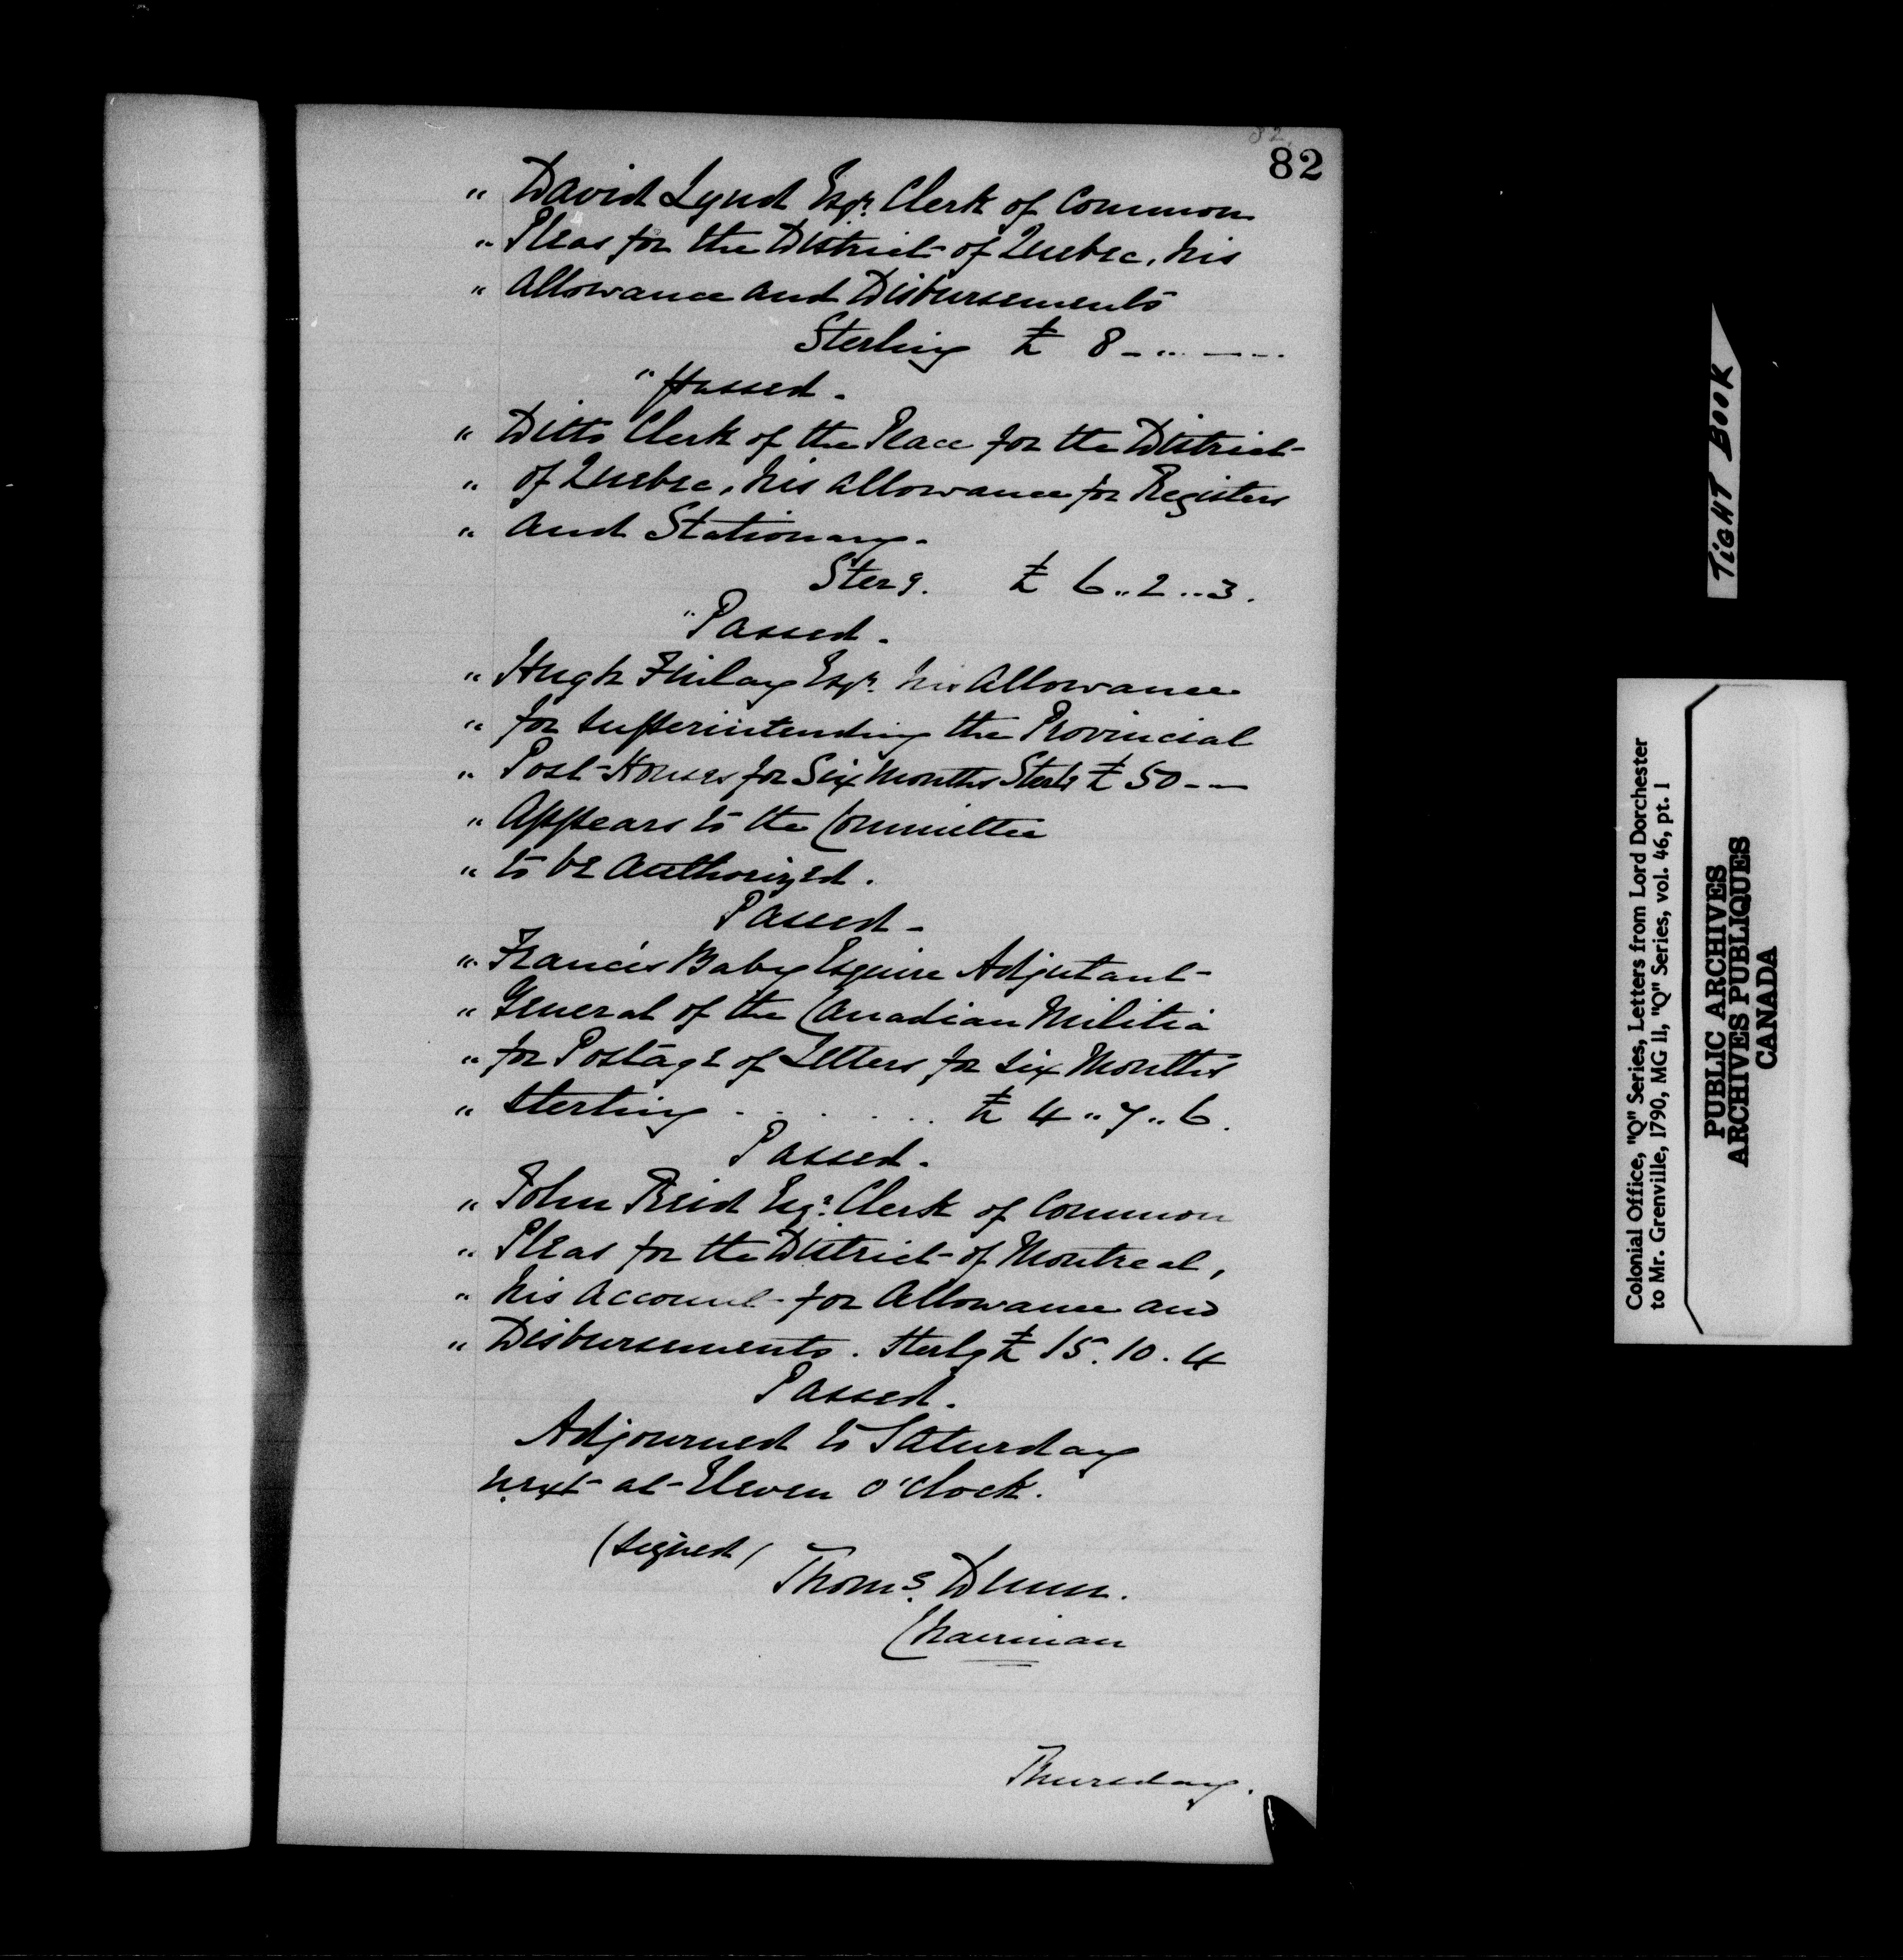 82
82
" David Lynd Esqr. Clerk of Common
" Pleas for the District of Quebec, his
" Allowance and Disbursements
Sterling £ 8 - .. - - -
" Passed.
" Ditto Clerk of the Peace for the District
" of Quebec, his allowance for Registers
" and Stationary.
Sterg. £ 6..2..3.
" Passed.
" Hugh Finlay Esqr. his Allowance
" for superintending the Provincial
" Post-Houses for Six Months Sterlg £ 50 - -
" Appears to the Committee
" to be authorized.
Passed -
" Francis Baby Esquire Adjutant-
" General of the Canadian Militia
" for Postage of Letters for six Months
" Sterling . . . . . £ 4 " 7 .. 6.
Passed.
" John Reid Esqr. Clerk of Common
" Pleas for the District of Montreal,
" his Account for Allowance and
" Disbursements. Sterlg £ 15.10.4
Passed.
Adjourned to Saturday
next at Eleven o'clock.
(signed)
Thoms. Dunn.
Chairman
Thursday.
TIGHT BOOK
Colonial Office, "Q" Series, Letters from Lord Dorchester
to Mr. Grenville, 1790, MG 11, "Q" Series, vol. 46, pt. 1
PUBLIC ARCHIVES
ARCHIVES PUBLIQUES
CANADA